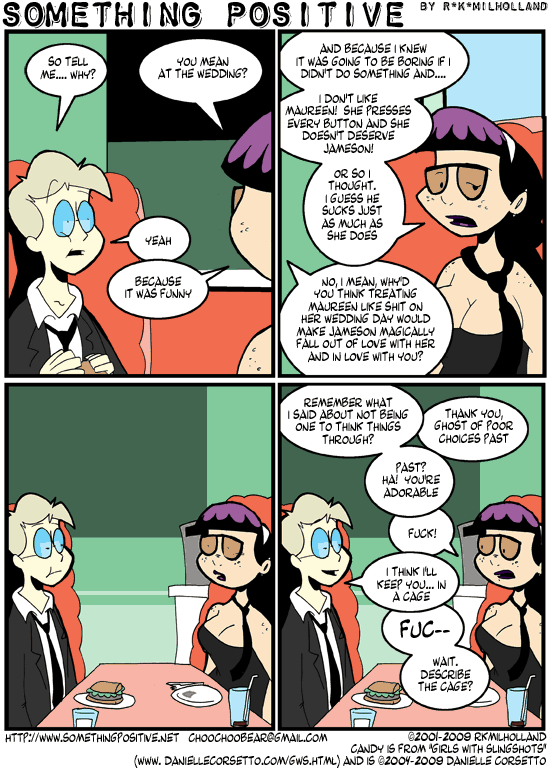 SOMETHING POSITIVE
BY R*K*MILHOLLAND
SO TELL
ME.... WHY?
YOU MEAN
AT THE WEDDING?
YEAH
BECAUSE
IT WAS FUNNY
AND BECAUSE I KNEW
IT WAS GOING TO BE BORING IF I
DIDN'T DO SOMETHING AND....
I DON'T LIKE
MAUREEN! SHE PRESSES
EVERY BUTTON AND SHE
DOESN'T DESERVE
JAMESON!
OR SO I
THOUGHT.
I GUESS HE
SUCKS JUST
AS MUCH AS
SHE DOES
NO, I MEAN, WHY'D
YOU THINK TREATING
MAUREEN LIKE SHIT ON
HER WEDDING DAY WOULD
MAKE JAMESON MAGICALLY
FALL OUT OF LOVE WITH HER
AND IN LOVE WITH YOU?
REMEMBER WHAT
I SAID ABOUT NOT BEING
ONE TO THINK THINGS
THROUGH?
THANK YOU,
GHOST OF POOR
CHOICES PAST
PAST?
HA! YOU'RE
ADORABLE
FUCK!
I THINK I'LL
KEEP YOU... IN
A CAGE
FUC--
WAIT.
DESCRIBE
THE CAGE?
HTTP://WWW.SOMETHINGPOSITIVE.NET CHOOCHOOBEAR@GMAIL.COM
©2001-2009 RKMILHOLLAND
CANDY IS FROM "GIRLS WITH SLINGSHOTS"
(WWW. DANIELLECORSETTO.COM/GWS.HTML) AND IS ©2004-2009 DANIELLE CORSETTO